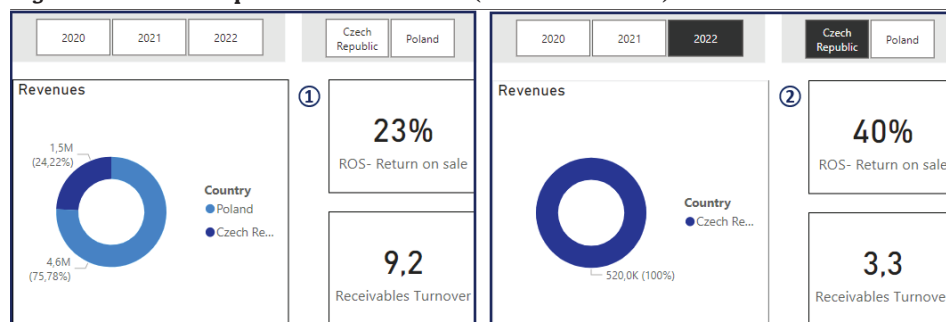 2020 2021 2022
Czech
Republic
Poland
Revenues
①
1,5M
(24,22%)
4,6M
(75,78%)
Country
Poland
Czech Re...
23%
ROS- Return on sale
9,2
Receivables Turnover
2020 2021 2022
Czech
Republic
Poland
Revenues
②
520,0K (100%)
Country
Czech Re...
40%
ROS- Return on sale
3,3
Receivables Turnove